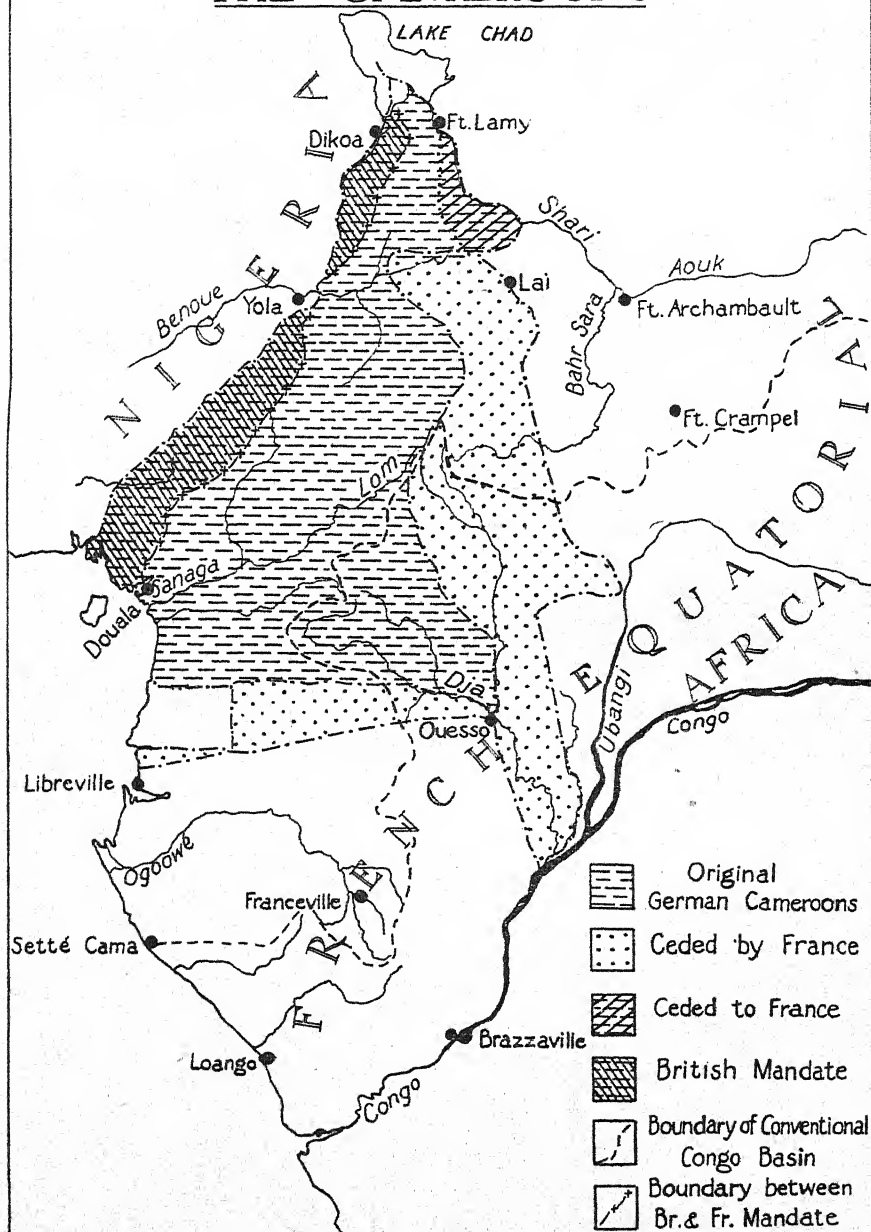 LAKE CHAD
NIGERIA
Dikoa
Ft. Lamy
Shari
Aouk
Lai
Benoue
Yola
Bahr Sara
Ft. Archambault
Ft. Crampel
Lom
Sanaga
Douala
Dja
Ouesso
Ubangi
Congo
FRENCH EQUATORIAL
AFRICA
Libreville
Ogoowe
Franceville
Setté Cama
Loango
Brazzaville
Congo
Original
German Cameroons
Ceded by France
Ceded to France
British Mandate
Boundary of Conventional
Congo Basin
Boundary between
Br. & Fr. Mandate